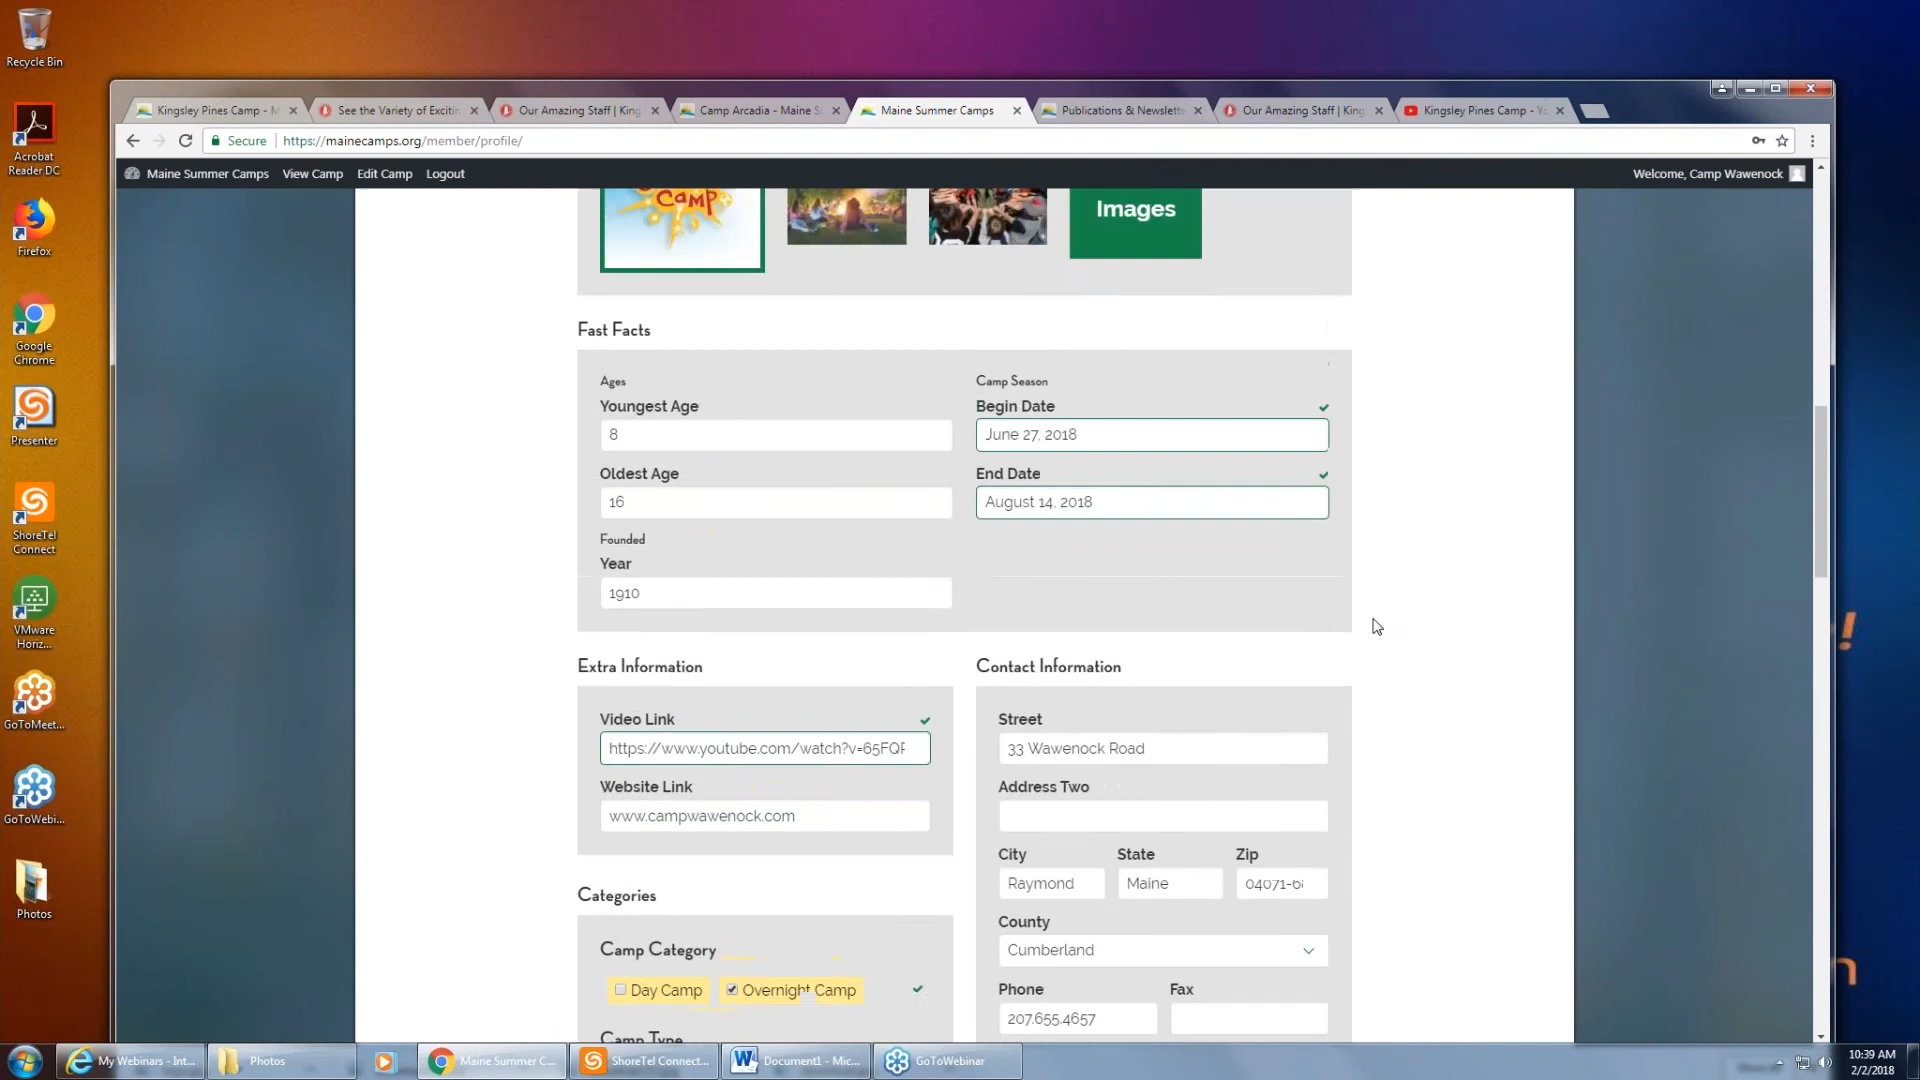 Recycle Bin
Acrobat
Reader DC
Firefox
Google
Chrome
Presenter
ShoreTel
Connect
VMware
Horiz...
GoToMeet...
GoToWebi...
Photos
Kingsley Pines Camp - M
See the Variety of Excitin
Our Amazing Staff | King
Camp Arcadia - Maine S
Maine Summer Camps
Publications & Newslette
Our Amazing Staff | King
Kingsley Pines Camp - Yo
Secure
https://mainecamps.org/member/profile/
Maine Summer Camps
View Camp
Edit Camp
Logout
Welcome, Camp Wawenock
Camp
Images
Fast Facts
Ages
Youngest Age
8
Oldest Age
16
Founded
Year
1910
Camp Season
Begin Date
June 27, 2018
End Date
August 14, 2018
Extra Information
Video Link
https://www.youtube.com/watch?v=65FQF
Website Link
www.campwawenock.com
Categories
Camp Category
Day Camp
Overnight Camp
Camp Type
Contact Information
Street
33 Wawenock Road
Address Two
City
State
Zip
Raymond
Maine
County
Cumberland
Phone
Fax
207.655.4657
My Webinars - Int...
Photos
Maine Summer C...
ShoreTel Connect...
Document1 - Mic...
GoToWebinar
10:39 AM
2/2/2018